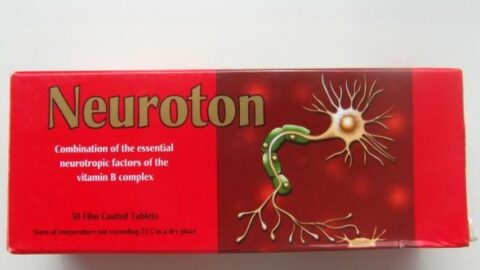 Neuroton
Combination of the essential
neurotropic factors of the
vitamin B complex
30 Film Coated Tablets
Store at temperature not exceeding 25°C in a dry place